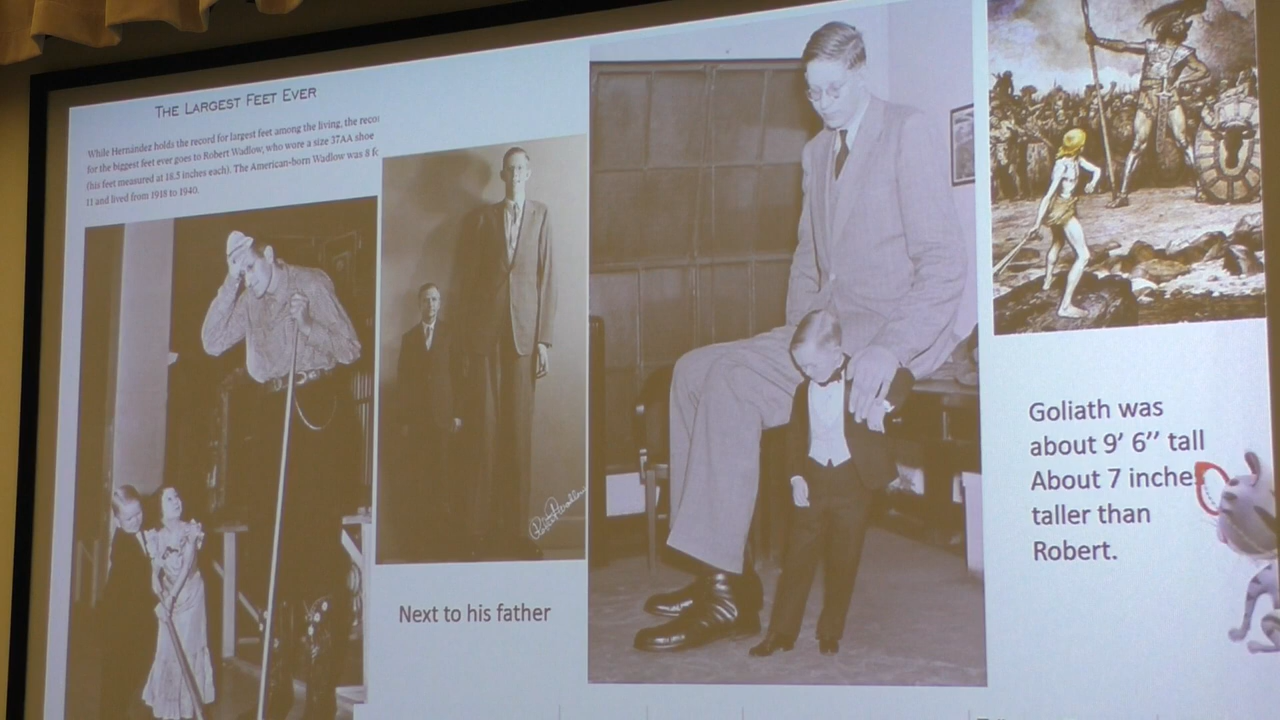 THE LARGEST FEET EVER
While Hernández holds the record for largest feet among the living, the
for the biggest feet ever goes to Robert Wadlow, who wore a size 37AA shoe
(his feet measured at 18.5 inches each). The American-born Wadlow was 8
11 and lived from 1918 to 1940.
Next to his father
Goliath was
about 9' 6'' tall
About 7 inches
taller than
Robert.